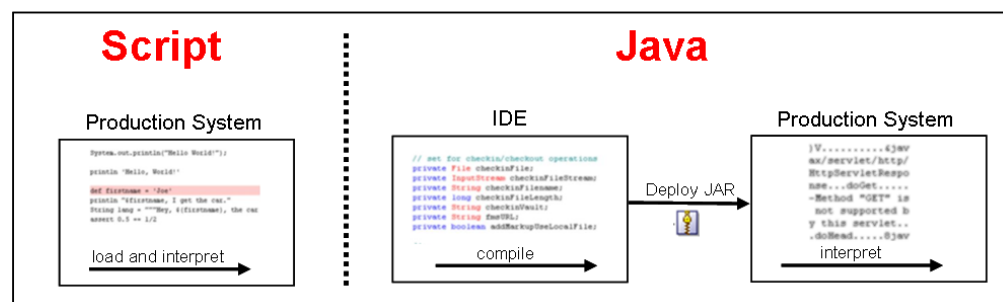 Script
Java
Production System
System.out.println("Hello World!");
println 'Hello, World!'
def firstname = 'Joe'
println "$firstname, I get the car."
String lang = """Hey, ${firstname}, the car
assert 0.5 == 1/2
load and interpret
IDE
// set for checkin/checkout operations
private File checkinFile;
private InputStream checkinFileStream;
private String checkinFilename;
private long checkinFileLength;
private String checkinVault;
private String fmsURL;
private boolean addMarkupUseLocalFile;
compile
Deploy JAR
Production System
)V..........&jav
ax/servlet/http/
HttpServletRespo
nse...doGet.....
-Method "GET" is
not supported b
y this servlet..
.doHead.....8jav
interpret